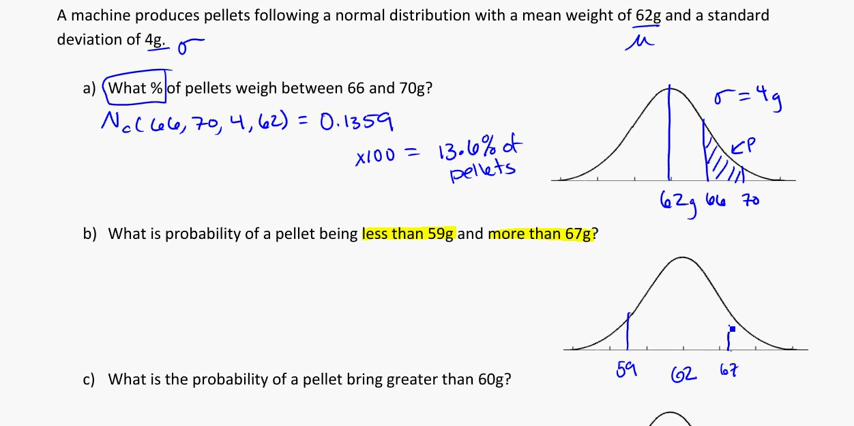 A machine produces pellets following a normal distribution with a mean weight of 62g and a standard
μ
deviation of 4g. σ
a) What % of pellets weigh between 66 and 70g?
Nc(66, 70, 4, 62) = 0.1359
x100 = 13.6% of
pellets
σ = 4g
P
62g 66 70
b) What is probability of a pellet being less than 59g and more than 67g?
59 62 67
c) What is the probability of a pellet bring greater than 60g?